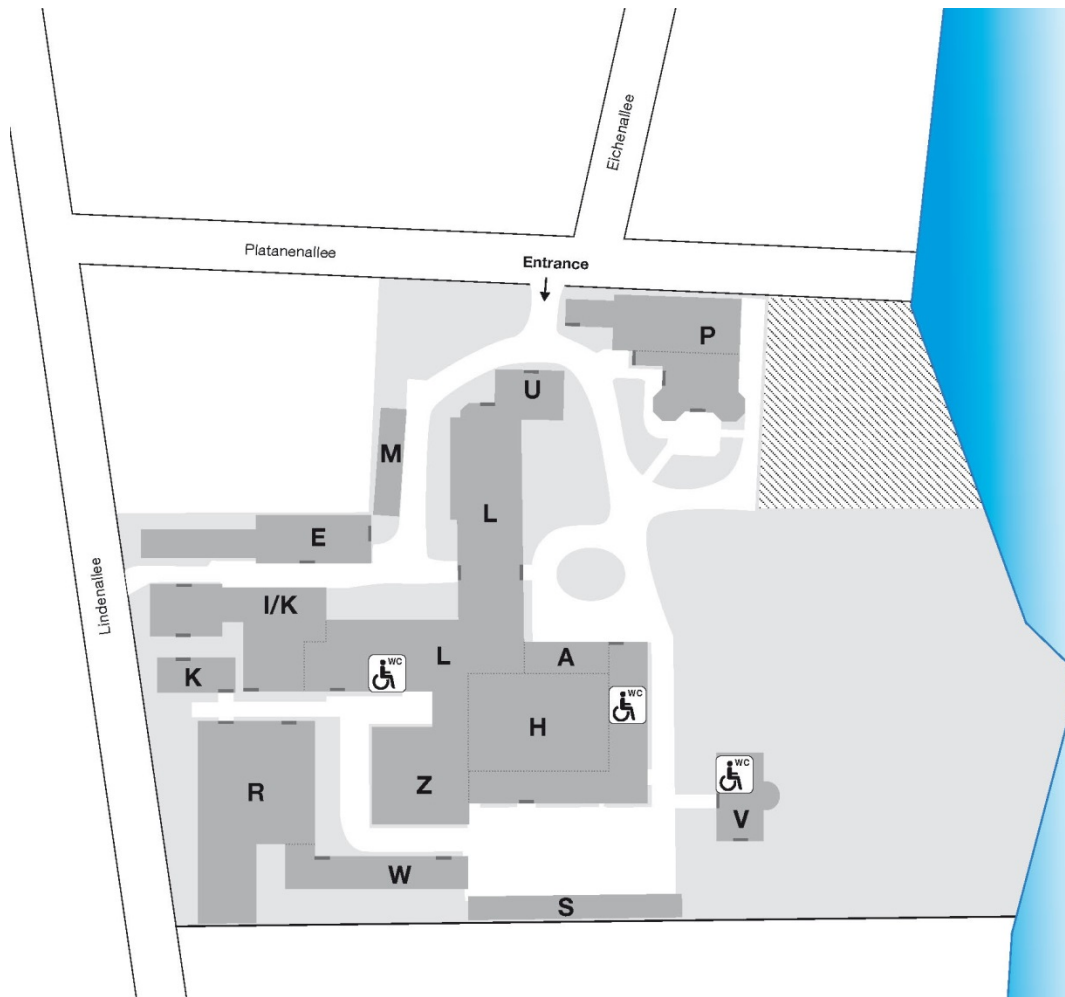 Eichenallee
Platanenallee
Entrance
P
U
M
L
E
Lindenallee
I/K
L
WC
A
K
WC
H
R
Z
WC
V
W
S